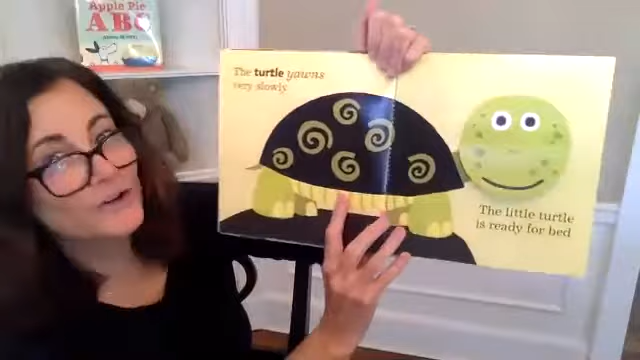 Apple Pie
ABC
The turtle yawns
very slowly.
The little turtle
is ready for bed